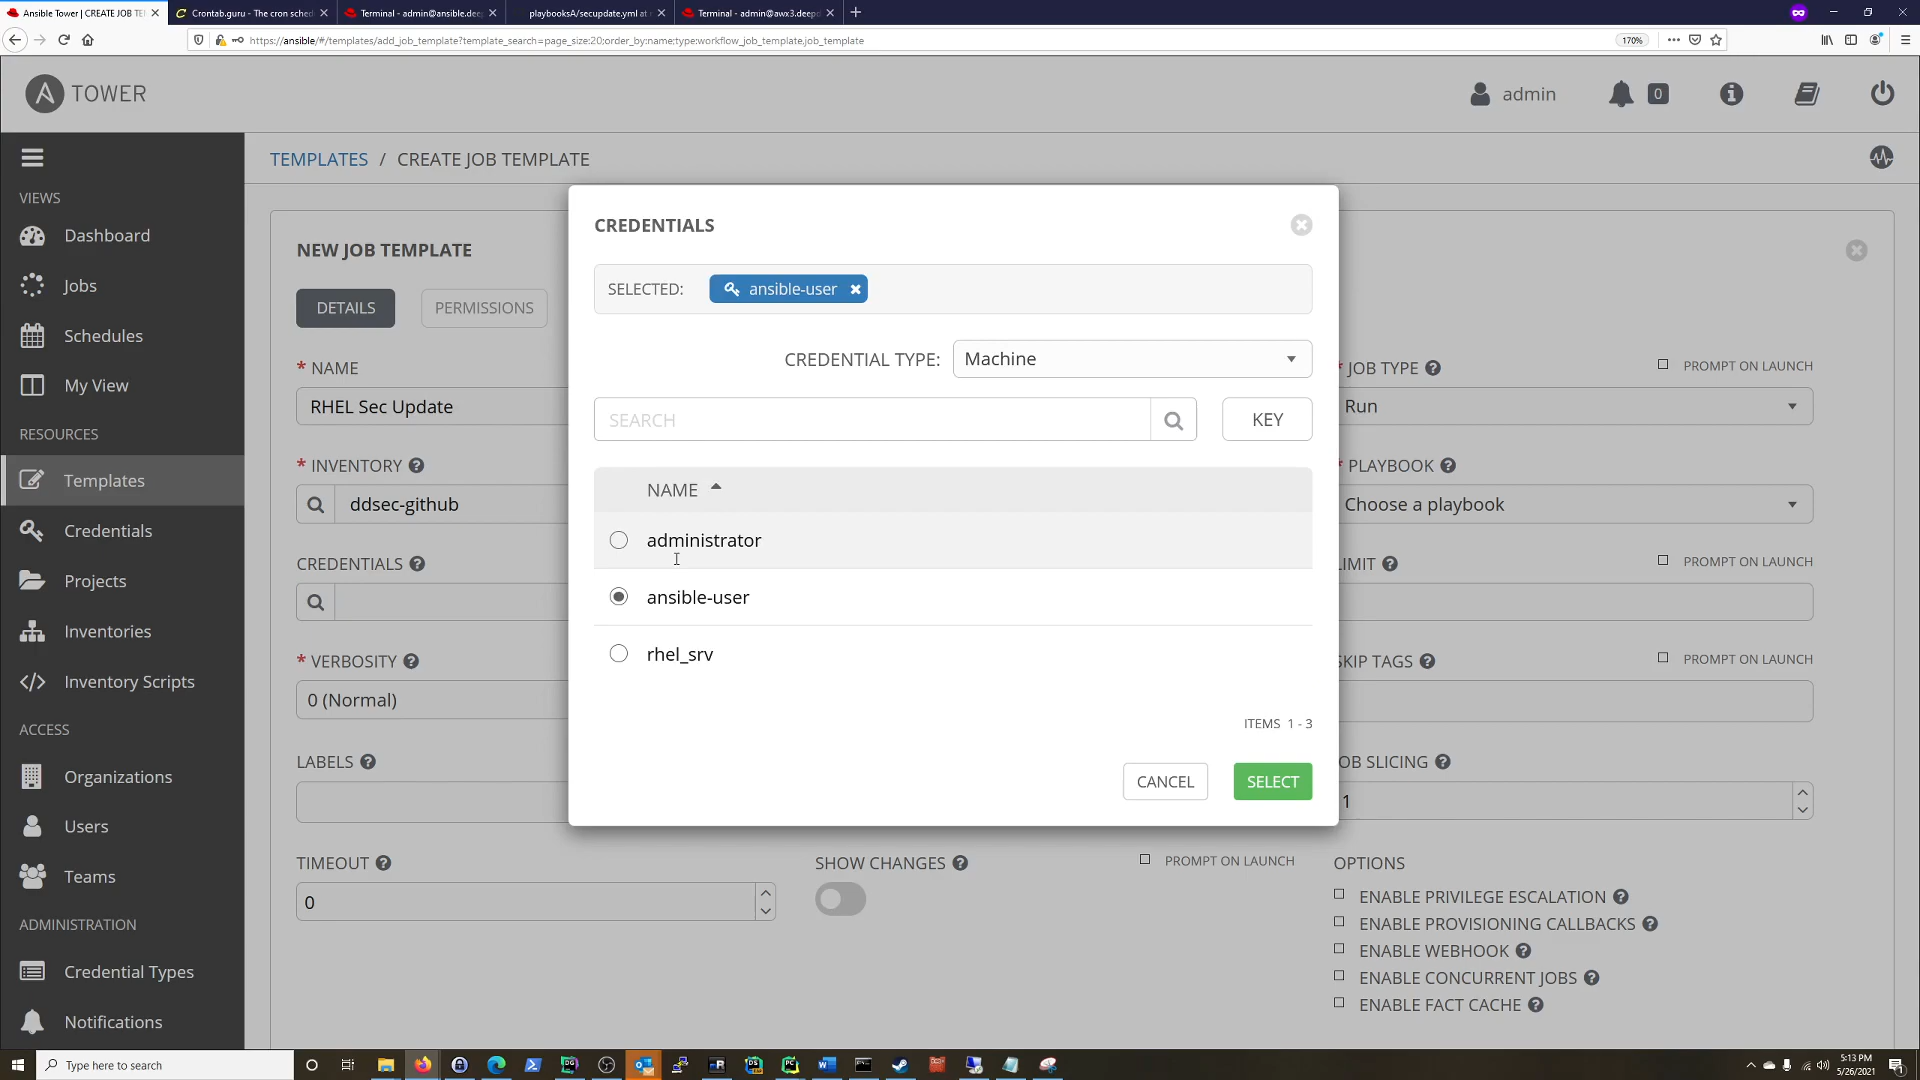 Ansible Tower | CREATE JOB TE
Crontab.guru - The cron sched
Terminal - admin@ansible.dee
playbooksA/secupdate.yml at
Terminal - admin@awx3.deepd
https://ansible/#/templates/add_job_template?template_search=page_size:20;order_by:name;type:workflow_job_template,job_template
170%
TOWER
admin
0
TEMPLATES / CREATE JOB TEMPLATE
VIEWS
Dashboard
Jobs
Schedules
My View
RESOURCES
Templates
Credentials
Projects
Inventories
Inventory Scripts
ACCESS
Organizations
Users
Teams
ADMINISTRATION
Credential Types
Notifications
NEW JOB TEMPLATE
DETAILS
PERMISSIONS
* NAME
RHEL Sec Update
* INVENTORY
ddsec-github
CREDENTIALS
* VERBOSITY
0 (Normal)
LABELS
TIMEOUT
0
SHOW CHANGES
PROMPT ON LAUNCH
CREDENTIALS
SELECTED: ansible-user
CREDENTIAL TYPE: Machine
SEARCH
KEY
NAME
administrator
ansible-user
rhel_srv
ITEMS 1 - 3
CANCEL
SELECT
* JOB TYPE
PROMPT ON LAUNCH
Run
* PLAYBOOK
Choose a playbook
LIMIT
PROMPT ON LAUNCH
SKIP TAGS
PROMPT ON LAUNCH
OB SLICING
1
OPTIONS
ENABLE PRIVILEGE ESCALATION
ENABLE PROVISIONING CALLBACKS
ENABLE WEBHOOK
ENABLE CONCURRENT JOBS
ENABLE FACT CACHE
Type here to search
5:13 PM
5/26/2021